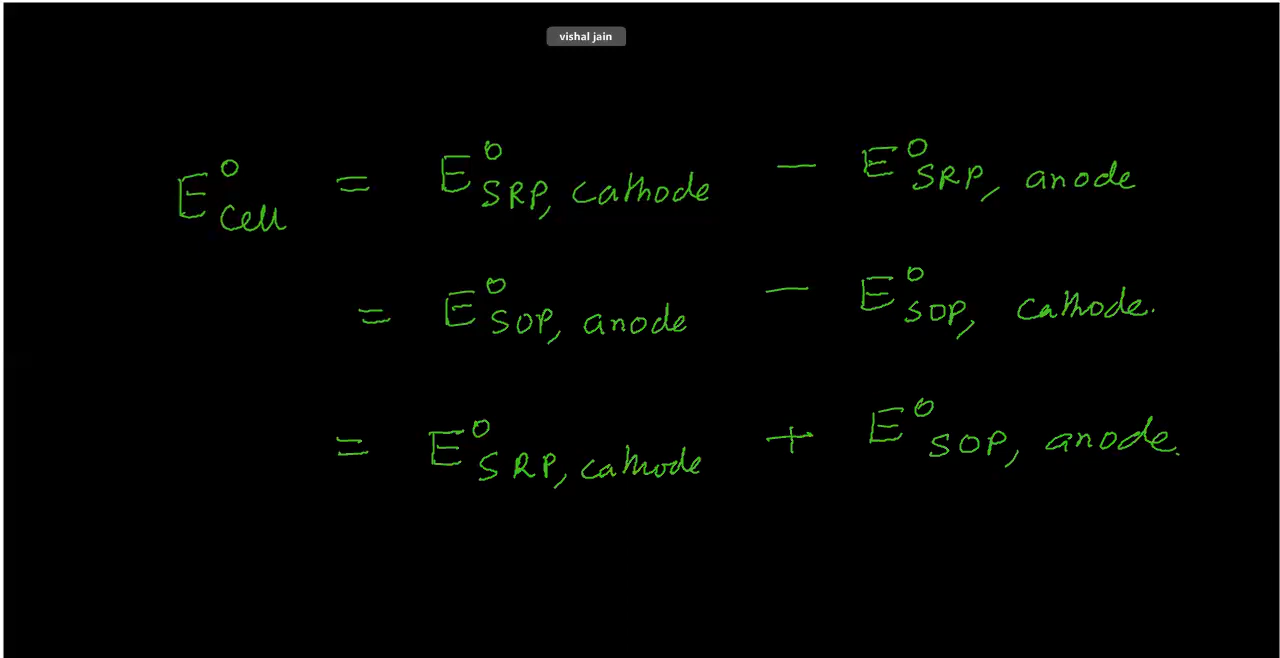 vishal jain
E°cell = E°SRP, cathode - E°SRP, anode
= E°SOP, anode - E°SOP, cathode.
= E°SRP, cathode + E°SOP, anode.